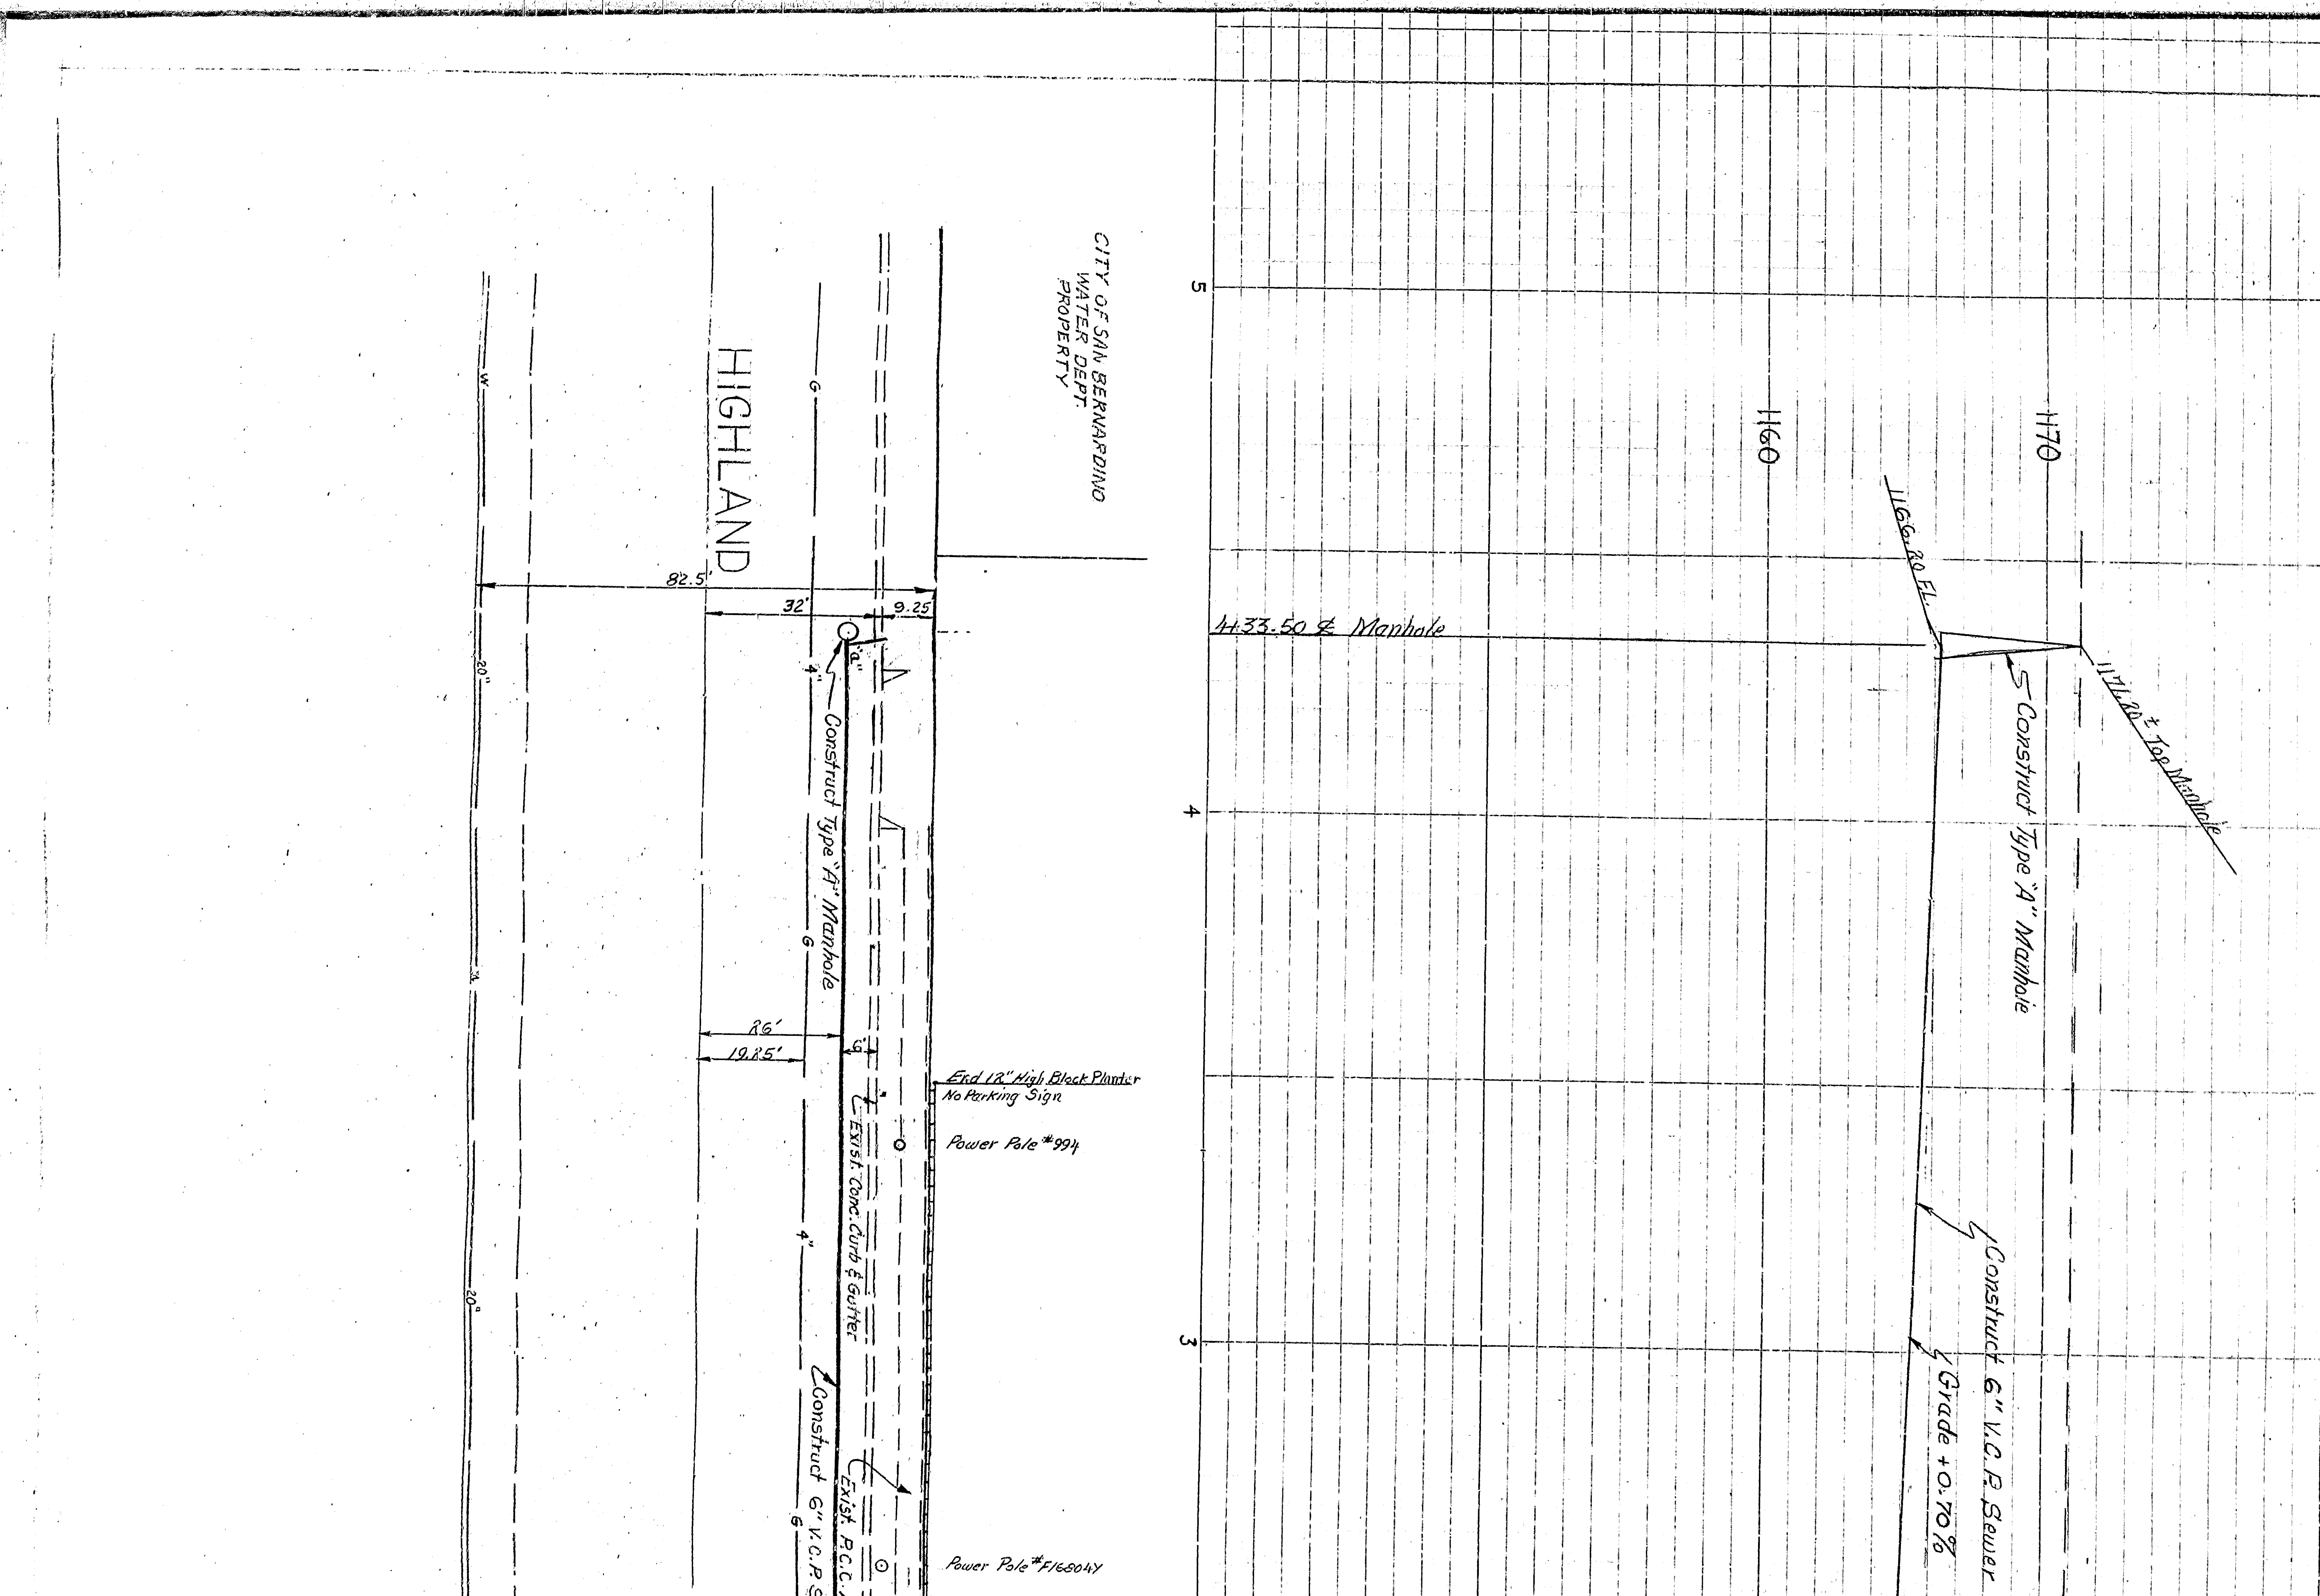 CITY OF SAN BERNARDINO
WATER DEPT.
PROPERTY
HIGHLAND
W
G
82.5'
32'
9.25
"a"
4"
20"
Construct Type "A" Manhole
G
26'
6'
19.25'
End 12" High Block Planter
No Parking Sign
Power Pole #994
Exist. Conc. Curb & Gutter
4"
20"
Construct 6" V.C.P. S
Exist. P.C.C.
G
Power Pole #F16804Y
5
4
3
1160
1170
1166.20 FL.
4+33.50 ℄ Manhole
1171.20± Top Manhole
Construct Type "A" Manhole
Construct 6" V.C.P. Sewer
Grade +0.70%